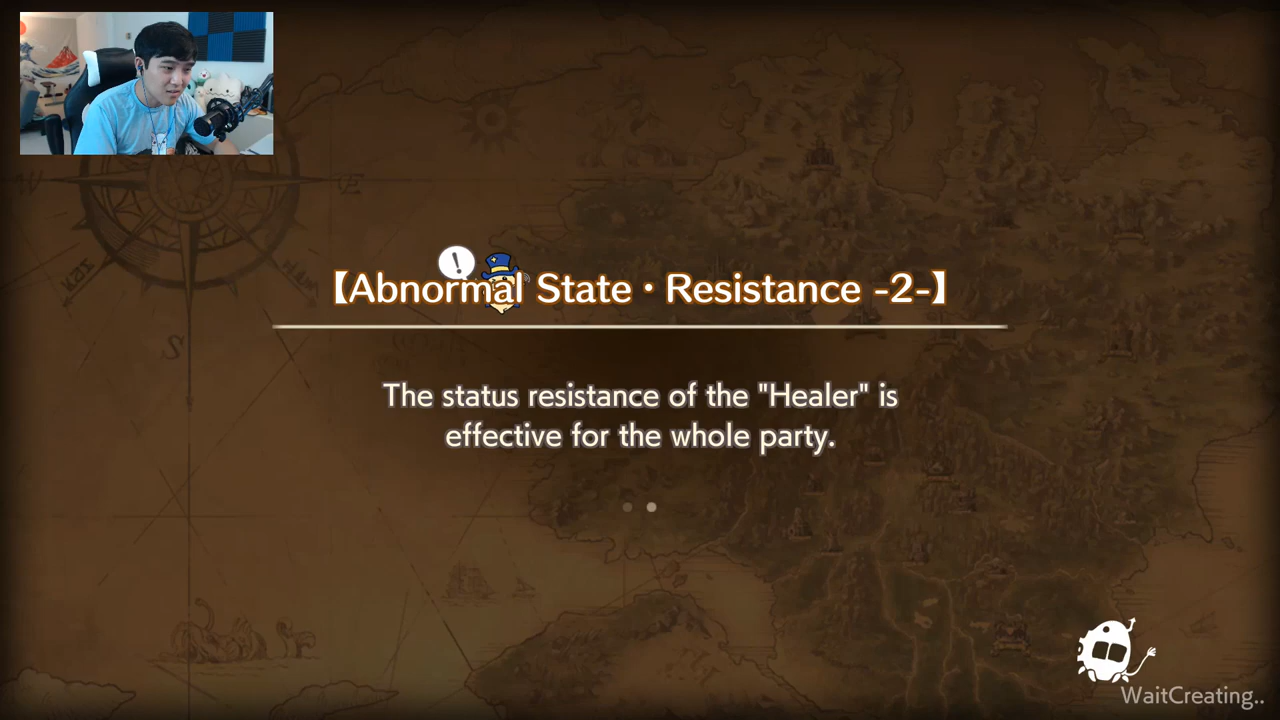 W
E
S
!
【Abnormal State・Resistance -2-】
The status resistance of the "Healer" is
effective for the whole party.
WaitCreating..